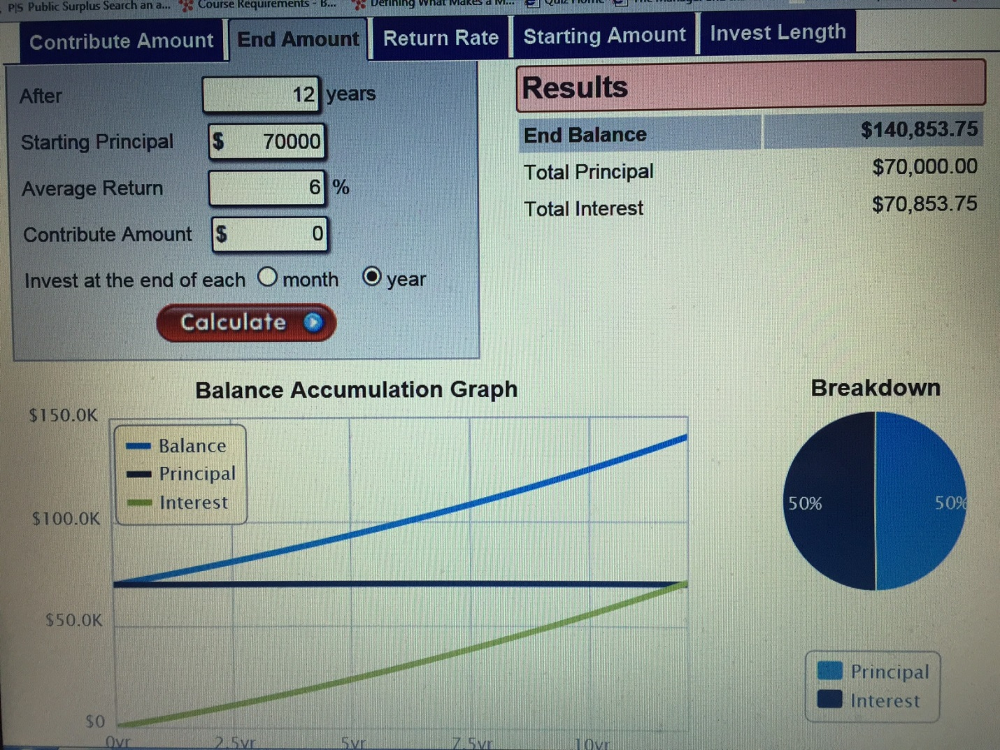 P|S Public Surplus Search an a... Course Requirements - B... Defining What Makes a M... Quiz Home
Contribute Amount End Amount Return Rate Starting Amount Invest Length
After 12 years
Starting Principal $ 70000
Average Return 6 %
Contribute Amount $ 0
Invest at the end of each month year
Calculate
Results
End Balance $140,853.75
Total Principal $70,000.00
Total Interest $70,853.75
Balance Accumulation Graph
$150.0K
$100.0K
$50.0K
$0
Balance
Principal
Interest
0yr 2.5yr 5yr 7.5yr 10yr
Breakdown
50% 50%
Principal
Interest